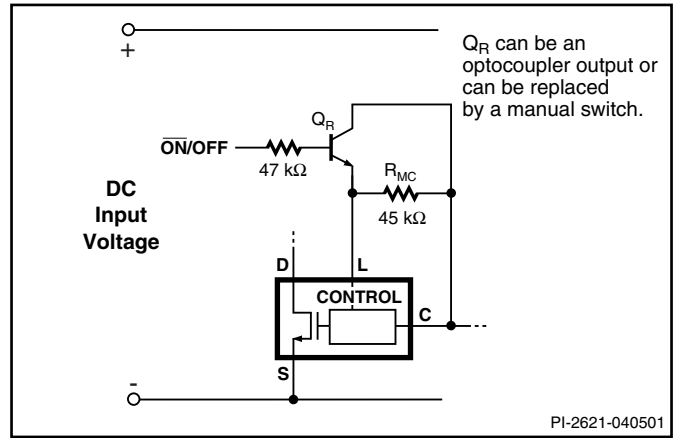 +
Q_R can be an
optocoupler output or
can be replaced
by a manual switch.
Q_R
ON/OFF
47 kΩ
R_MC
45 kΩ
DC
Input
Voltage
D
L
CONTROL
C
S
-
PI-2621-040501